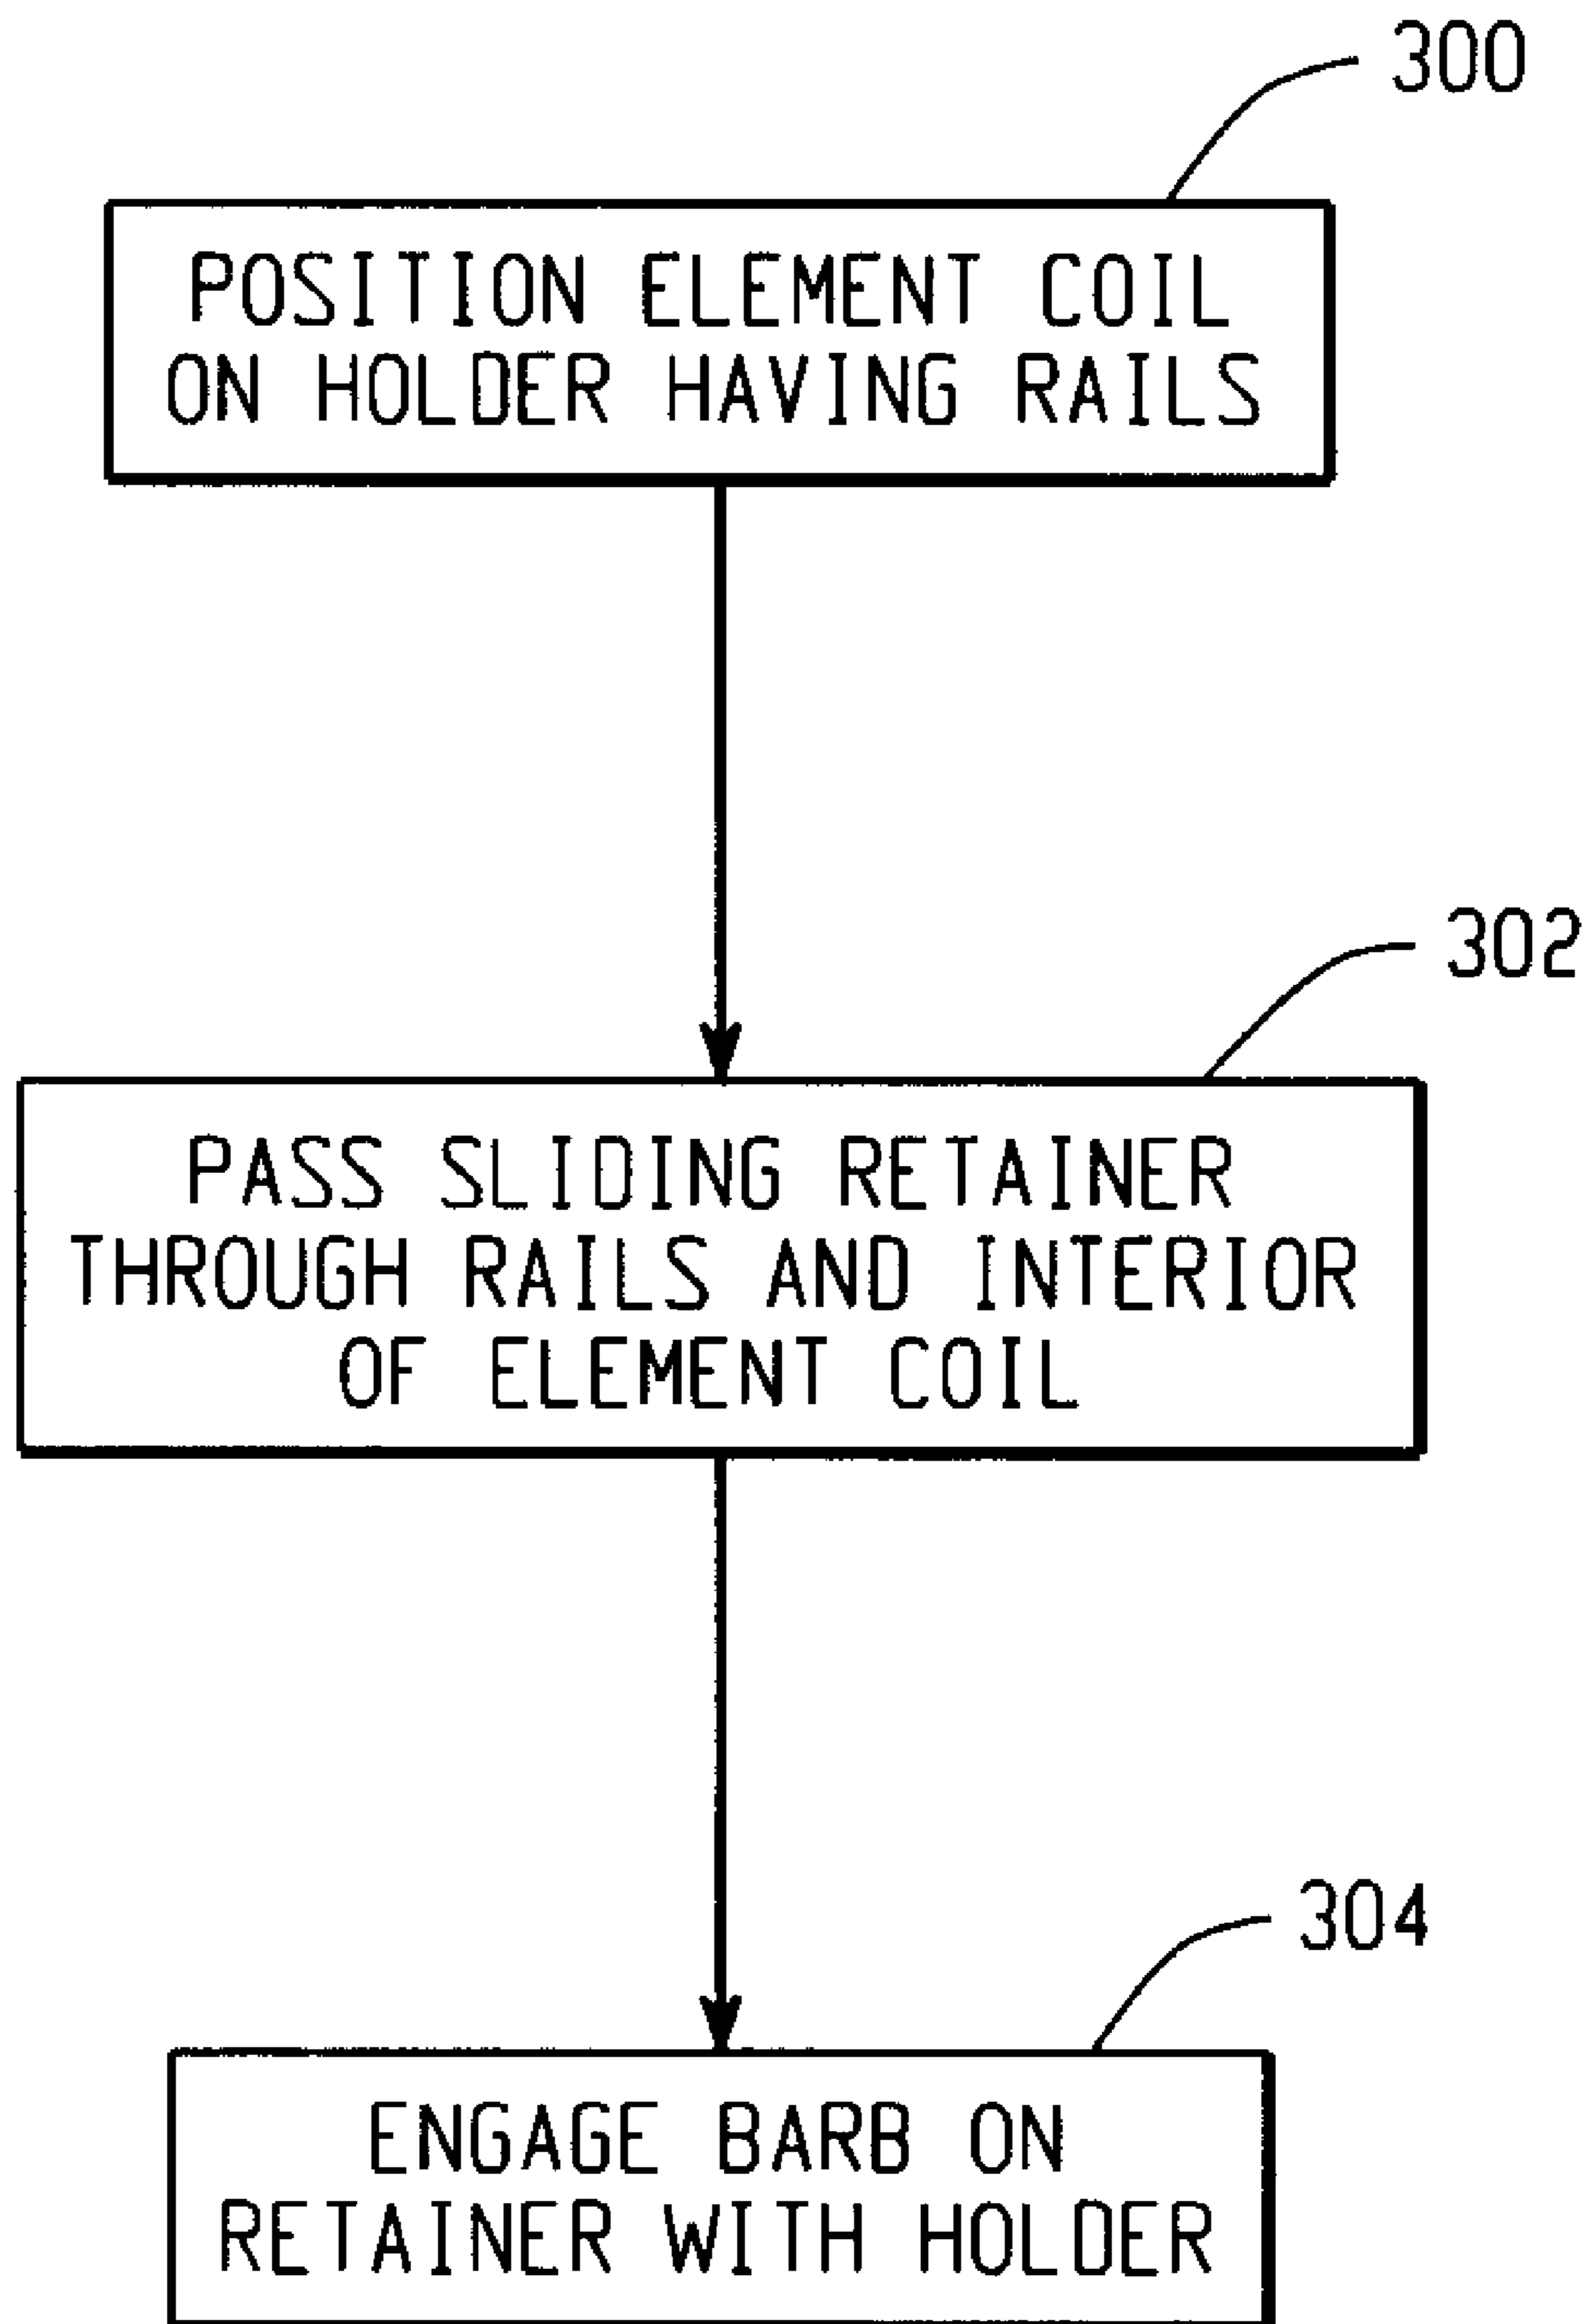 300
POSITION ELEMENT COIL
ON HOLDER HAVING RAILS
302
PASS SLIDING RETAINER
THROUGH RAILS AND INTERIOR
OF ELEMENT COIL
304
ENGAGE BARB ON
RETAINER WITH HOLDER